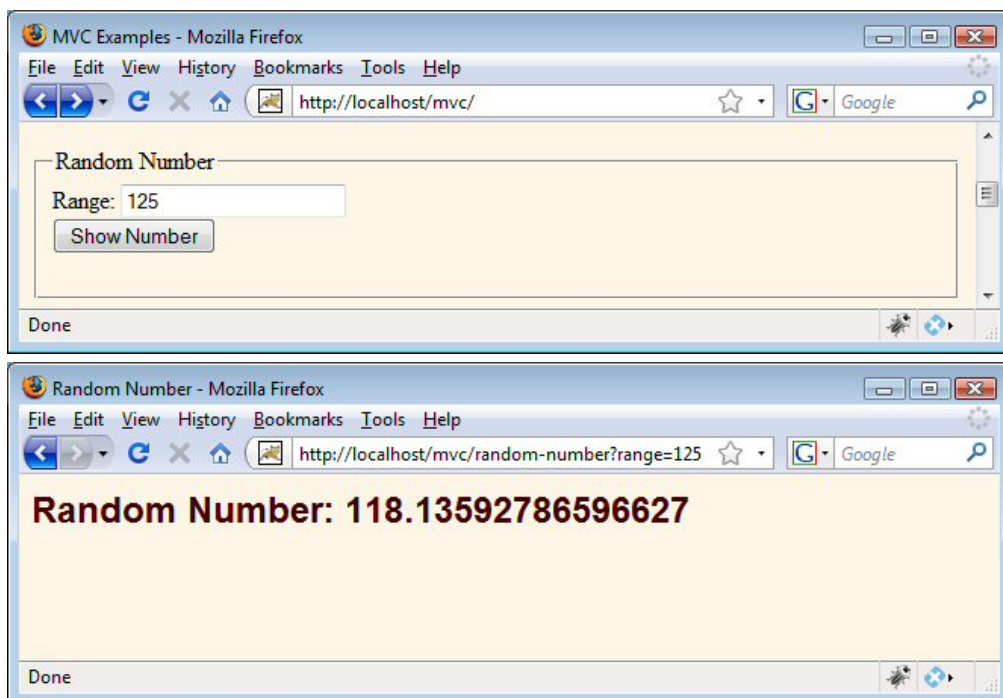 MVC Examples - Mozilla Firefox
File Edit View History Bookmarks Tools Help
http://localhost/mvc/ G Google
Random Number
Range: 125
Show Number
Done
Random Number - Mozilla Firefox
File Edit View History Bookmarks Tools Help
http://localhost/mvc/random-number?range=125 G Google
Random Number: 118.13592786596627
Done